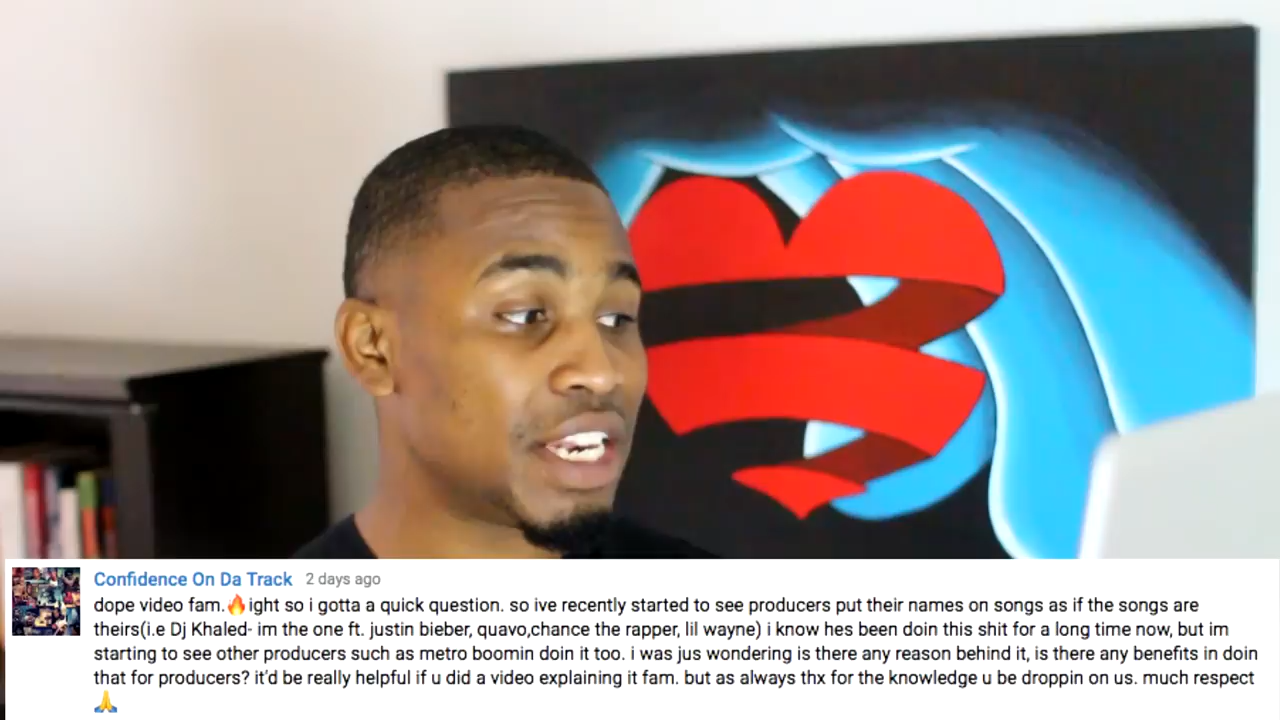 Confidence On Da Track 2 days ago
dope video fam.🔥ight so i gotta a quick question. so ive recently started to see producers put their names on songs as if the songs are
theirs(i.e Dj Khaled- im the one ft. justin bieber, quavo,chance the rapper, lil wayne) i know hes been doin this shit for a long time now, but im
starting to see other producers such as metro boomin doin it too. i was jus wondering is there any reason behind it, is there any benefits in doin
that for producers? it'd be really helpful if u did a video explaining it fam. but as always thx for the knowledge u be droppin on us. much respect
🙏